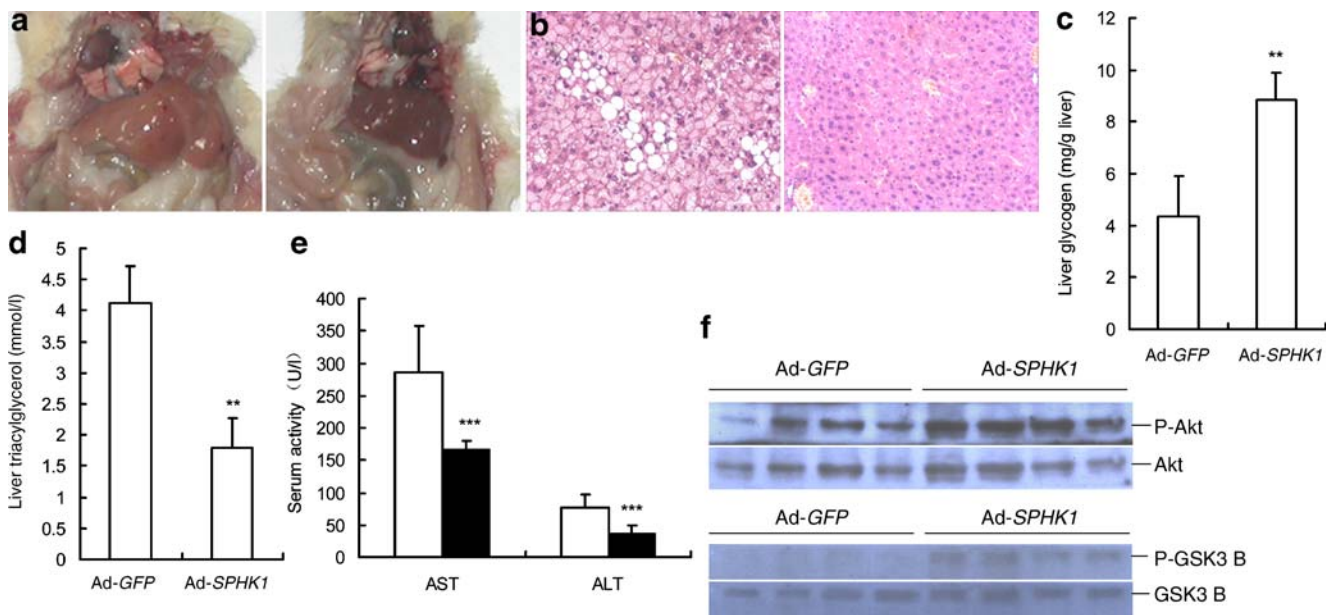 a
b
c
12
10
8
6
4
2
0
Liver glycogen (mg/g liver)
**
Ad-GFP
Ad-SPHK1
d
5
4.5
4
3.5
3
2.5
2
1.5
1
0.5
0
Liver triacylglycerol (mmol/l)
**
Ad-GFP
Ad-SPHK1
e
400
350
300
250
200
150
100
50
0
Serum activity (U/l)
***
***
AST
ALT
f
Ad-GFP
Ad-SPHK1
P-Akt
Akt
Ad-GFP
Ad-SPHK1
P-GSK3 B
GSK3 B